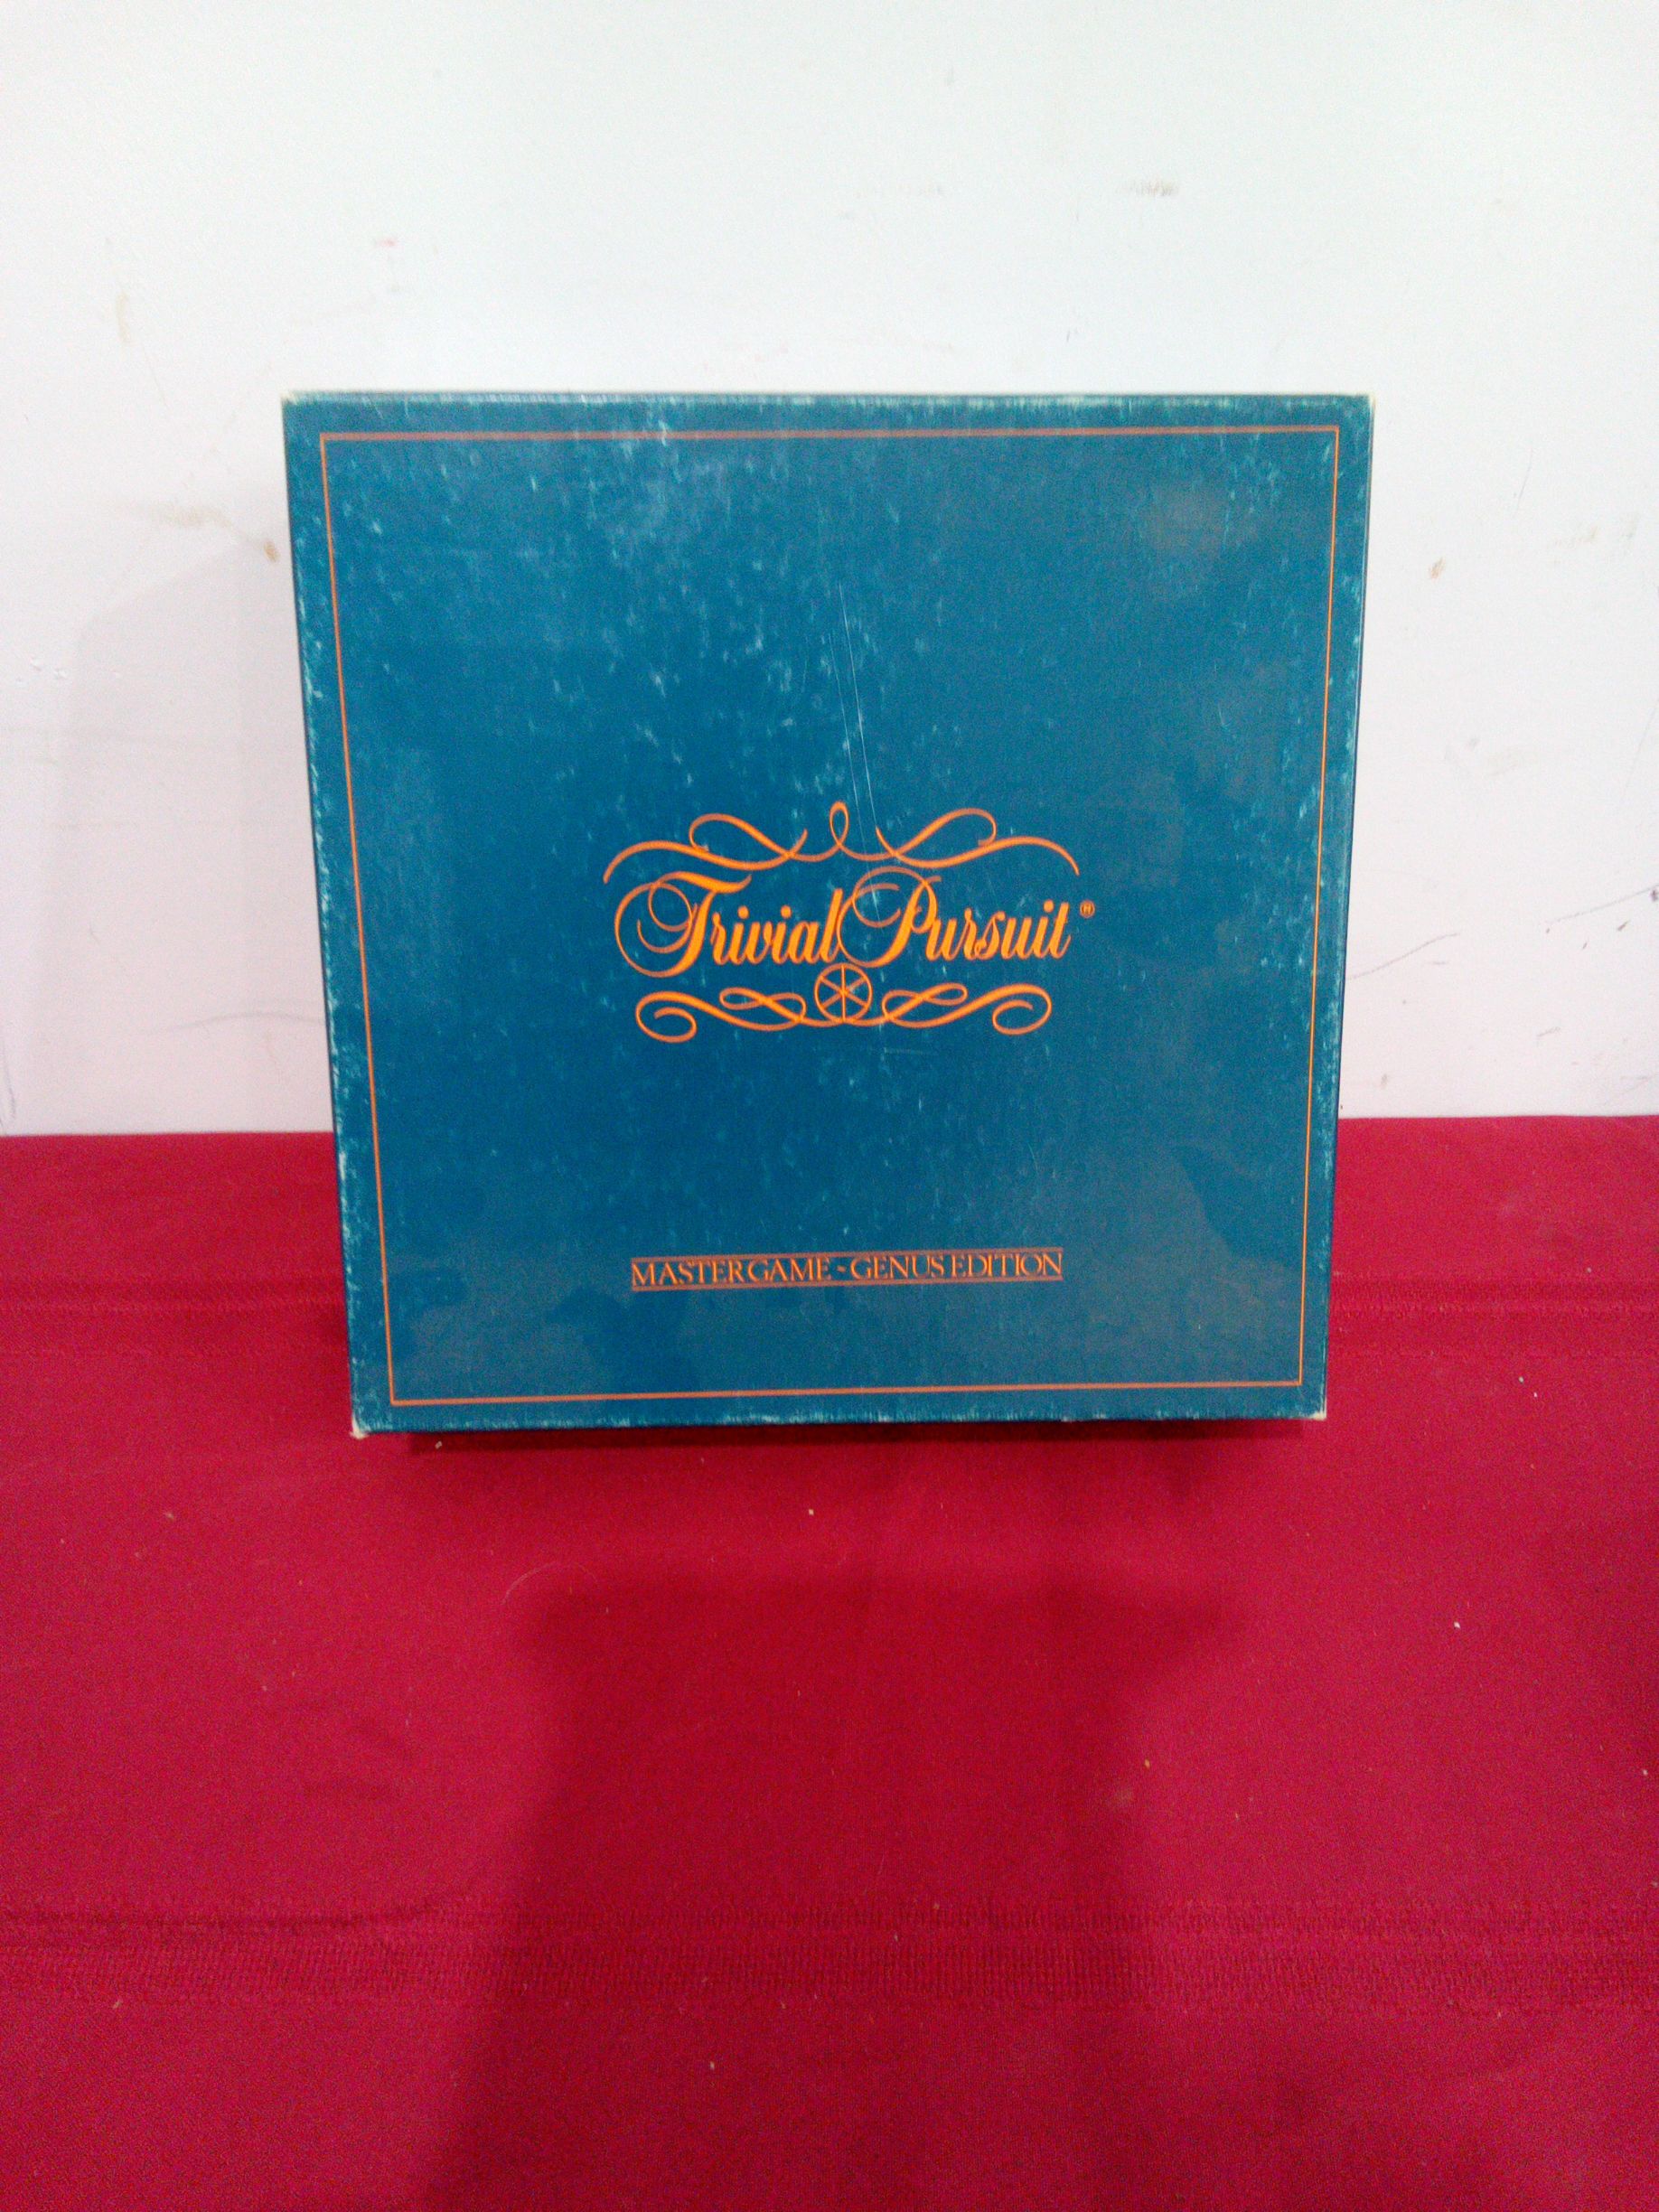 Trivial Pursuit®
MASTER GAME - GENUS EDITION